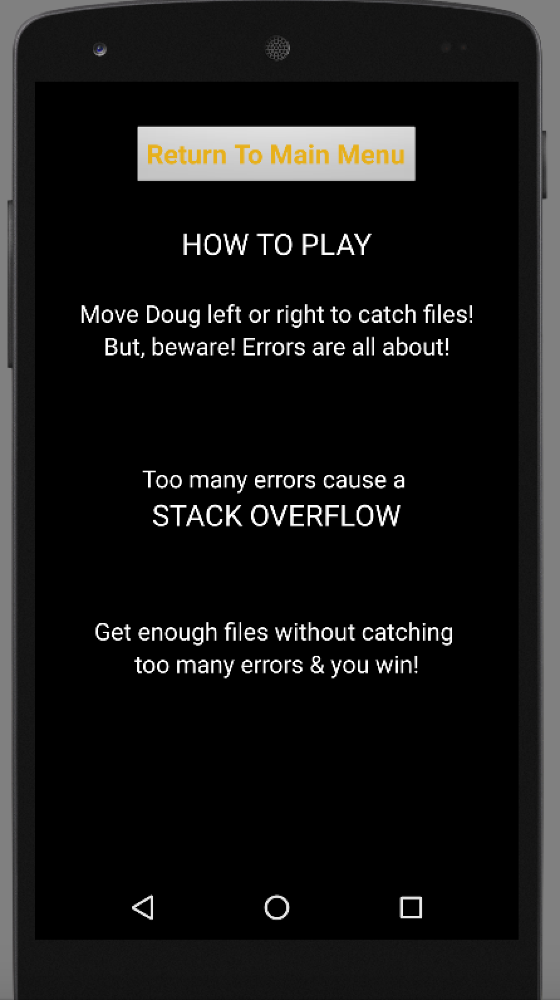 Return To Main Menu
HOW TO PLAY
Move Doug left or right to catch files!
But, beware! Errors are all about!
Too many errors cause a
STACK OVERFLOW
Get enough files without catching
too many errors & you win!